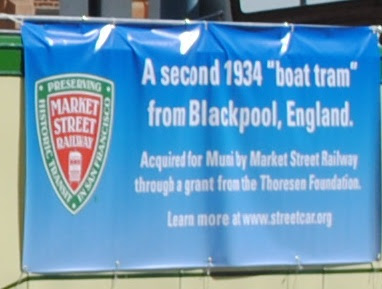 PRESERVING
HISTORIC TRANSIT
IN SAN FRANCISCO
MARKET
STREET
RAILWAY
A second 1934 "boat tram"
from Blackpool, England.
Acquired for Muni by Market Street Railway
through a grant from the Thoresen Foundation.
Learn more at www.streetcar.org